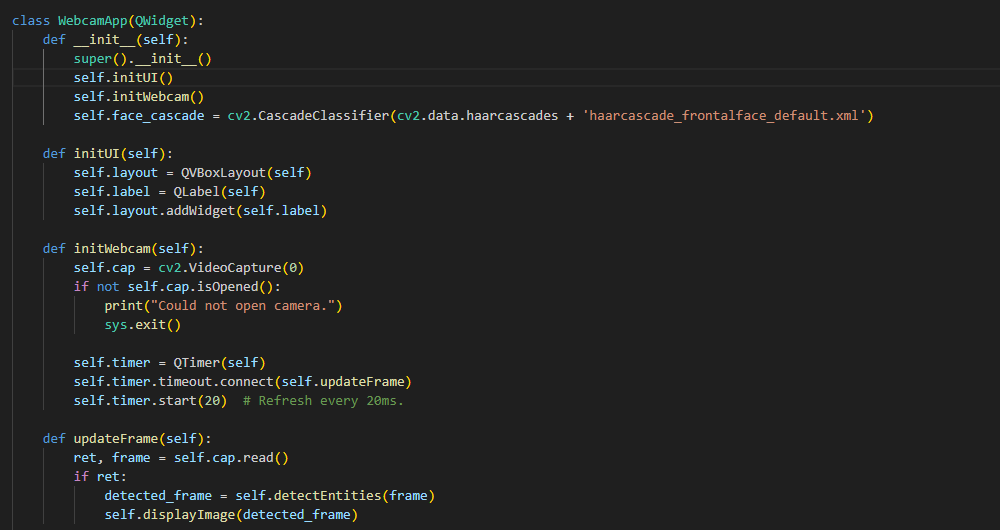 class WebcamApp(QWidget):
    def __init__(self):
        super().__init__()
        self.initUI()
        self.initWebcam()
        self.face_cascade = cv2.CascadeClassifier(cv2.data.haarcascades + 'haarcascade_frontalface_default.xml')

    def initUI(self):
        self.layout = QVBoxLayout(self)
        self.label = QLabel(self)
        self.layout.addWidget(self.label)

    def initWebcam(self):
        self.cap = cv2.VideoCapture(0)
        if not self.cap.isOpened():
            print("Could not open camera.")
            sys.exit()

        self.timer = QTimer(self)
        self.timer.timeout.connect(self.updateFrame)
        self.timer.start(20)  # Refresh every 20ms.

    def updateFrame(self):
        ret, frame = self.cap.read()
        if ret:
            detected_frame = self.detectEntities(frame)
            self.displayImage(detected_frame)